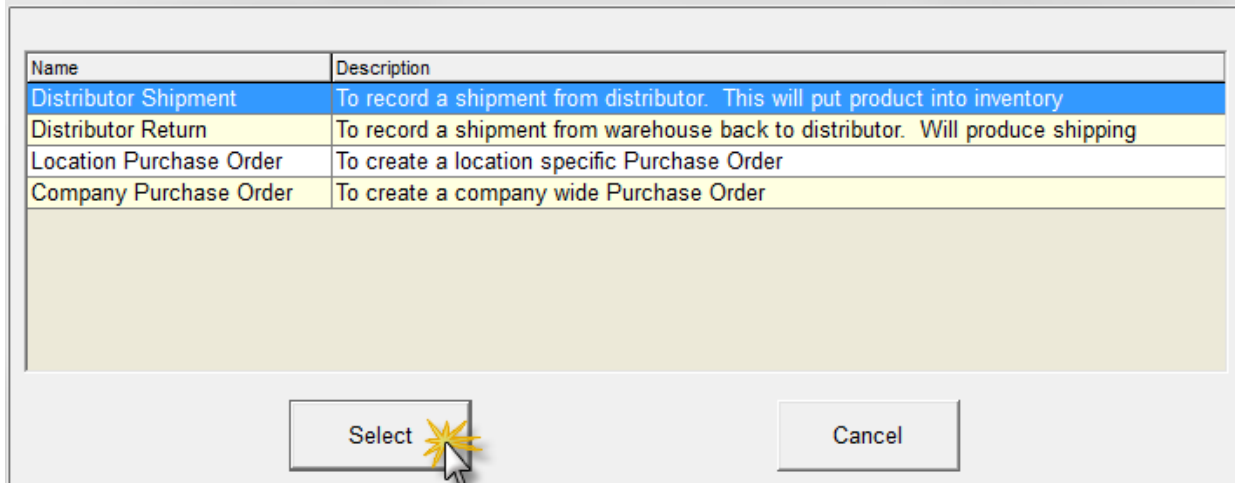 Name Description
Distributor Shipment To record a shipment from distributor.  This will put product into inventory
Distributor Return To record a shipment from warehouse back to distributor.  Will produce shipping
Location Purchase Order To create a location specific Purchase Order
Company Purchase Order To create a company wide Purchase Order
Select Cancel